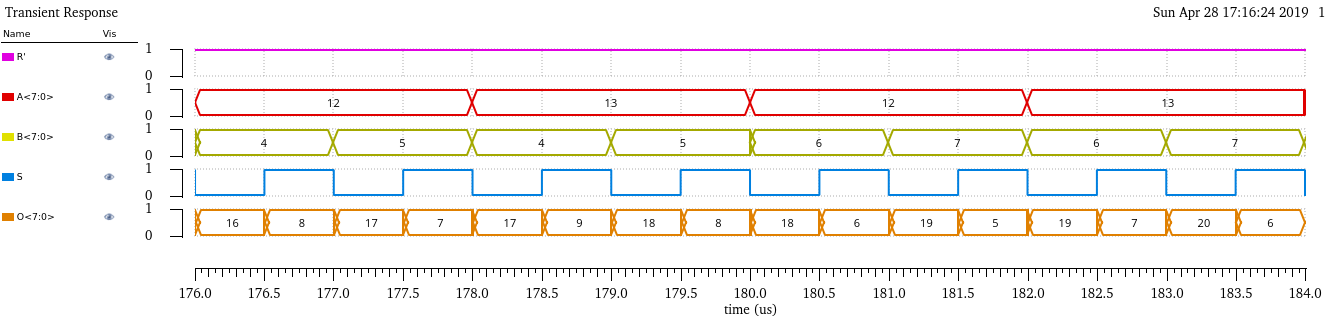 Transient Response
Sun Apr 28 17:16:24 2019 1
Name Vis
R'
1
0
A<7:0>
1
0
12 13 12 13
B<7:0>
1
0
4 5 4 5 6 7 6 7
S
1
0
O<7:0>
1
0
16 8 17 7 17 9 18 8 18 6 19 5 19 7 20 6
176.0 176.5 177.0 177.5 178.0 178.5 179.0 179.5 180.0 180.5 181.0 181.5 182.0 182.5 183.0 183.5 184.0
time (us)